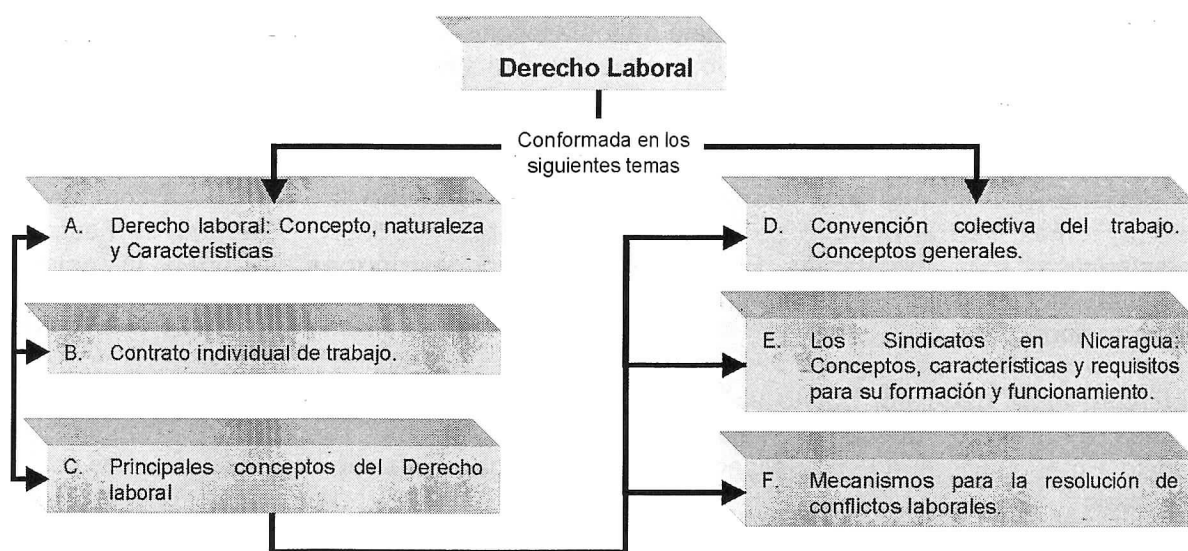 Derecho Laboral
Conformada en los
siguientes temas
A. Derecho laboral: Concepto, naturaleza
y Características
B. Contrato individual de trabajo.
C. Principales conceptos del Derecho
laboral
D. Convención colectiva del trabajo.
Conceptos generales.
E. Los Sindicatos en Nicaragua:
Conceptos, características y requisitos
para su formación y funcionamiento.
F. Mecanismos para la resolución de
conflictos laborales.